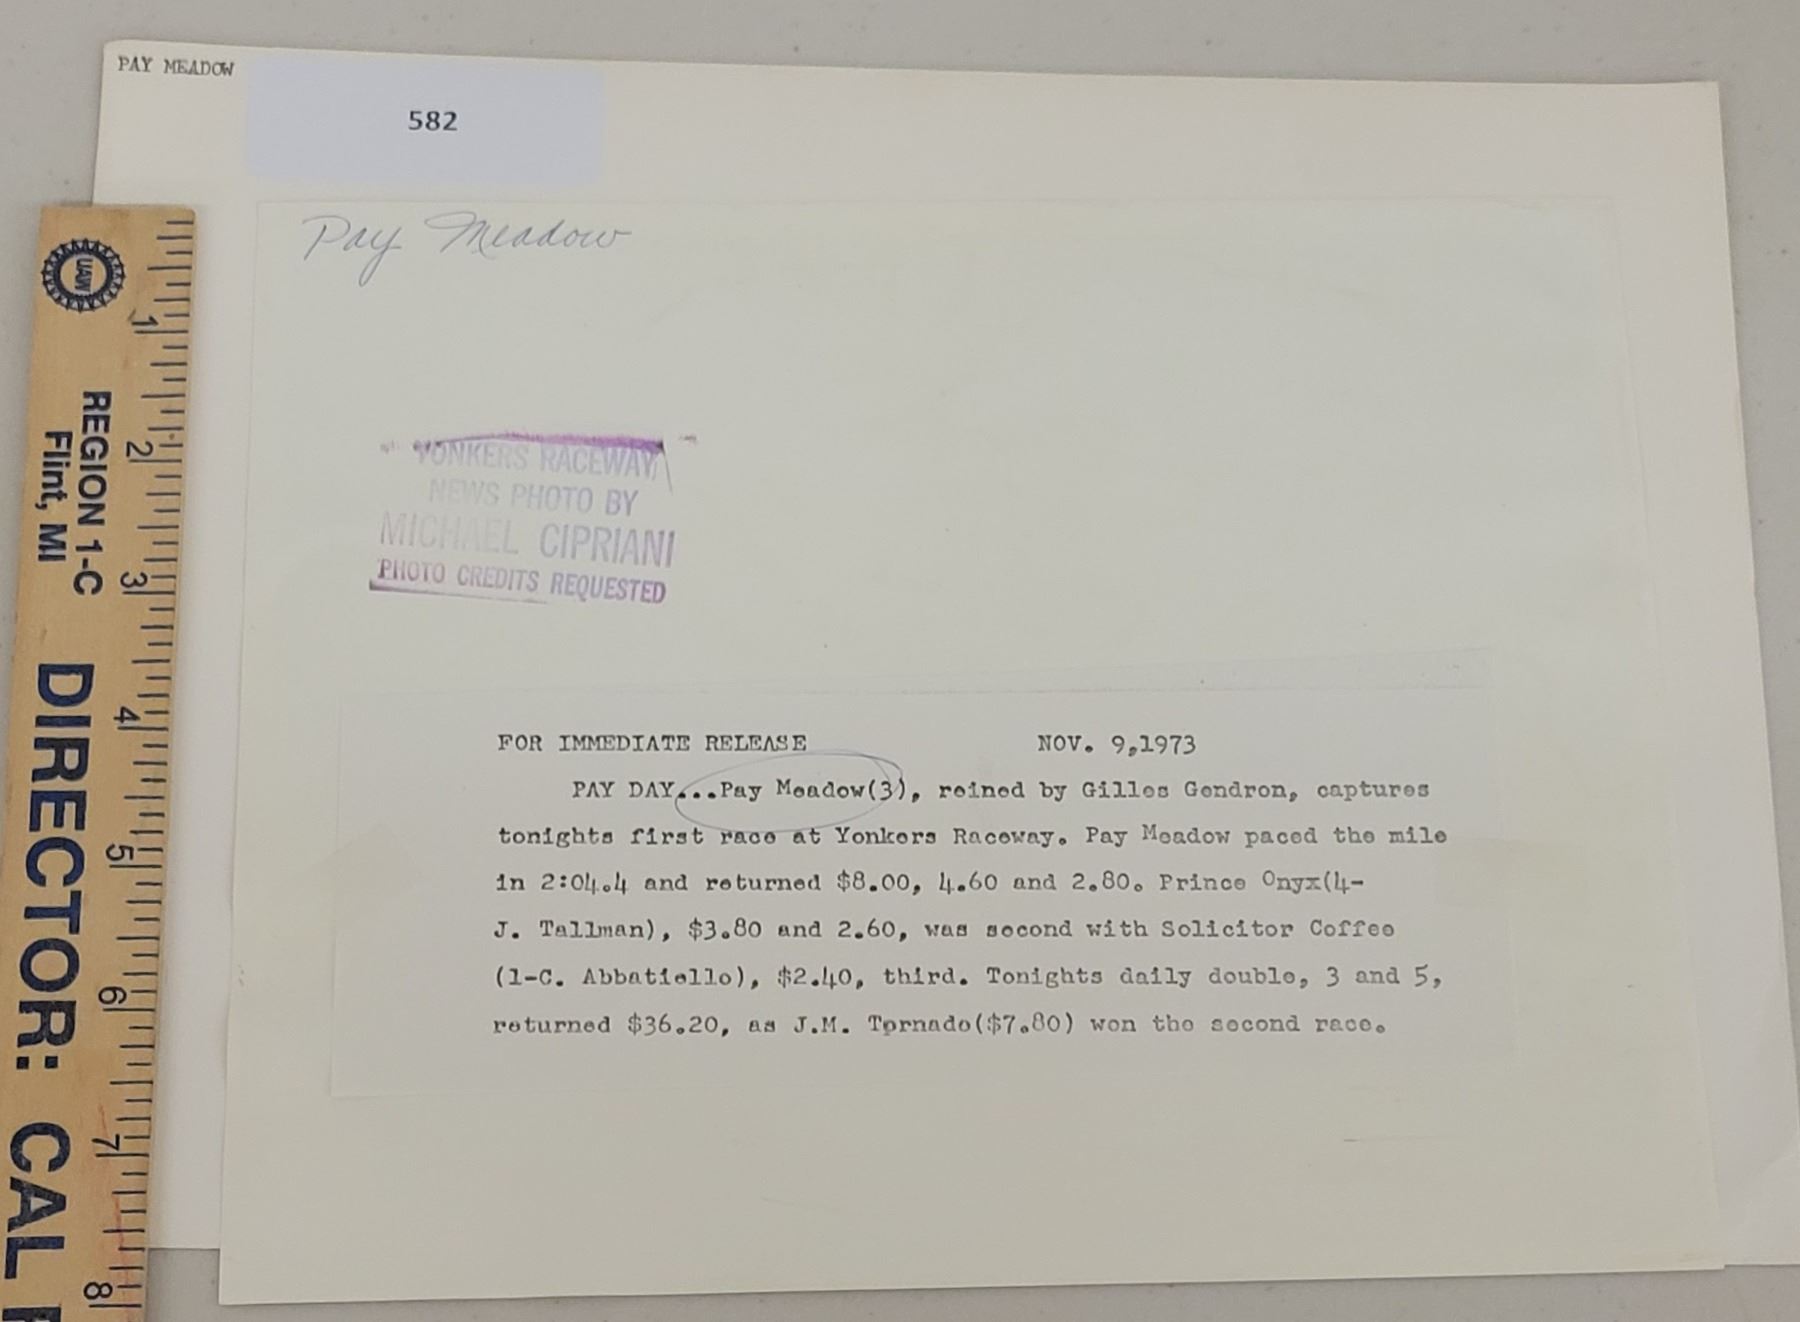 PAY MEADOW
582
Pay Meadow
YONKERS RACEWAY
NEWS PHOTO BY
MICHAEL CIPRIANI
PHOTO CREDITS REQUESTED
FOR IMMEDIATE RELEASE NOV. 9,1973
PAY DAY...Pay Meadow(3), reined by Gilles Gendron, captures
tonights first race at Yonkers Raceway. Pay Meadow paced the mile
in 2:04.4 and returned $8.00, 4.60 and 2.80. Prince Onyx(4-
J. Tallman), $3.80 and 2.60, was second with Solicitor Coffee
(1-C. Abbatiello), $2.40, third. Tonights daily double, 3 and 5,
returned $36.20, as J.M. Tornado($7.80) won the second race.
UAW
REGION 1-C
Flint, MI
DIRECTOR: CAL
1
2
3
4
5
6
7
8